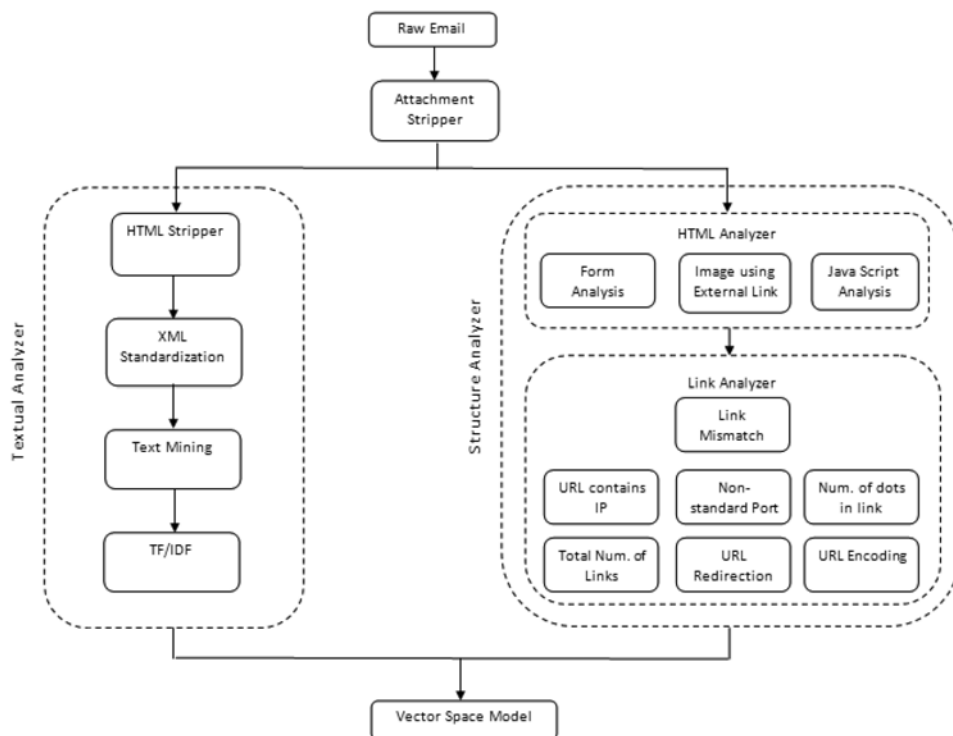 Raw Email
Attachment
Stripper
Textual Analyzer
HTML Stripper
XML
Standardization
Text Mining
TF/IDF
Structure Analyzer
HTML Analyzer
Form
Analysis
Image using
External Link
Java Script
Analysis
Link Analyzer
Link
Mismatch
URL contains
IP
Non-
standard Port
Num. of dots
in link
Total Num. of
Links
URL
Redirection
URL Encoding
Vector Space Model